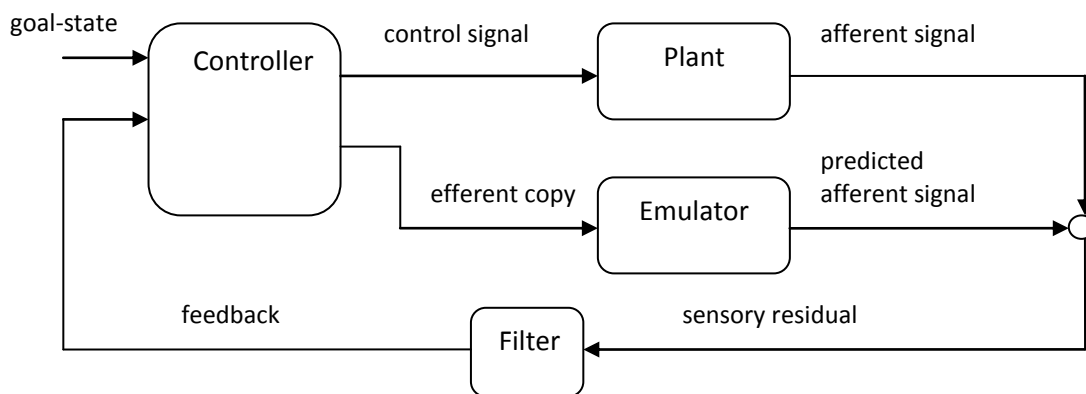 goal-state
control signal
afferent signal
Controller
Plant
predicted
afferent signal
efferent copy
Emulator
feedback
sensory residual
Filter